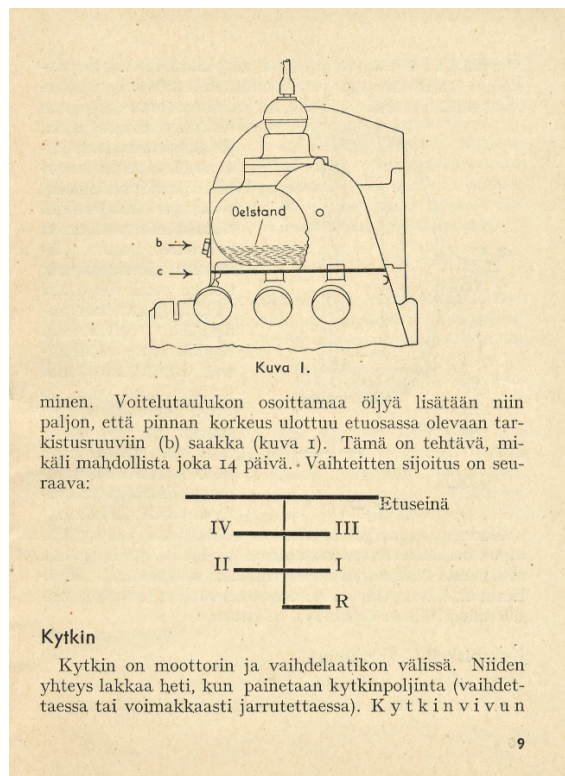 Oelstand
b
c
Kuva 1.
minen. Voitelutaulukon osoittamaa öljyä lisätään niin
paljon, että pinnan korkeus ulottuu etuosassa olevaan tar-
kistusruuviin (b) saakka (kuva 1). Tämä on tehtävä, mi-
käli mahdollista joka 14 päivä. Vaihteitten sijoitus on seu-
raava:
Etuseinä
IV III
II I
R
Kytkin
Kytkin on moottorin ja vaihdelaatikon välissä. Niiden
yhteys lakkaa heti, kun painetaan kytkinpoljinta (vaihdet-
taessa tai voimakkaasti jarrutettaessa). Kytkinvivun
9